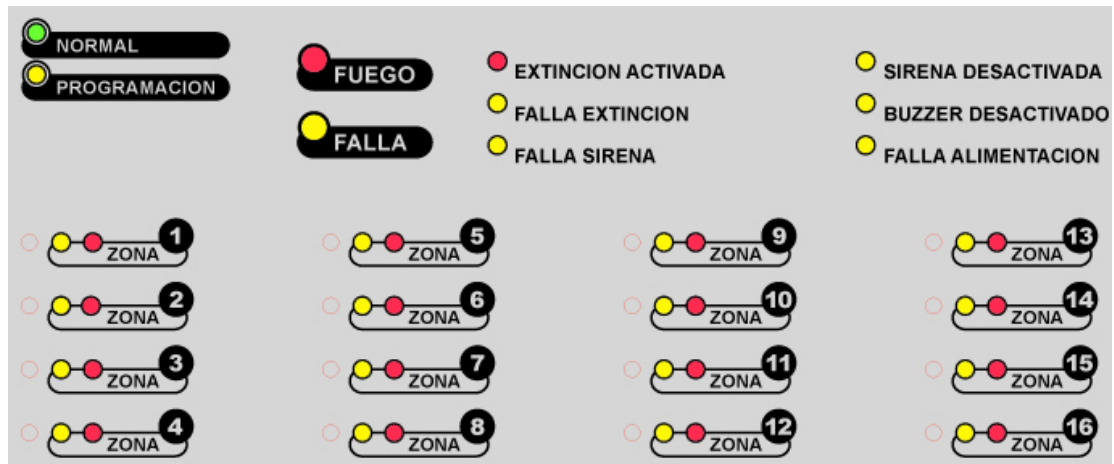 NORMAL
PROGRAMACION
FUEGO
FALLA
EXTINCION ACTIVADA
FALLA EXTINCION
FALLA SIRENA
SIRENA DESACTIVADA
BUZZER DESACTIVADO
FALLA ALIMENTACION
ZONA 1
ZONA 2
ZONA 3
ZONA 4
ZONA 5
ZONA 6
ZONA 7
ZONA 8
ZONA 9
ZONA 10
ZONA 11
ZONA 12
ZONA 13
ZONA 14
ZONA 15
ZONA 16